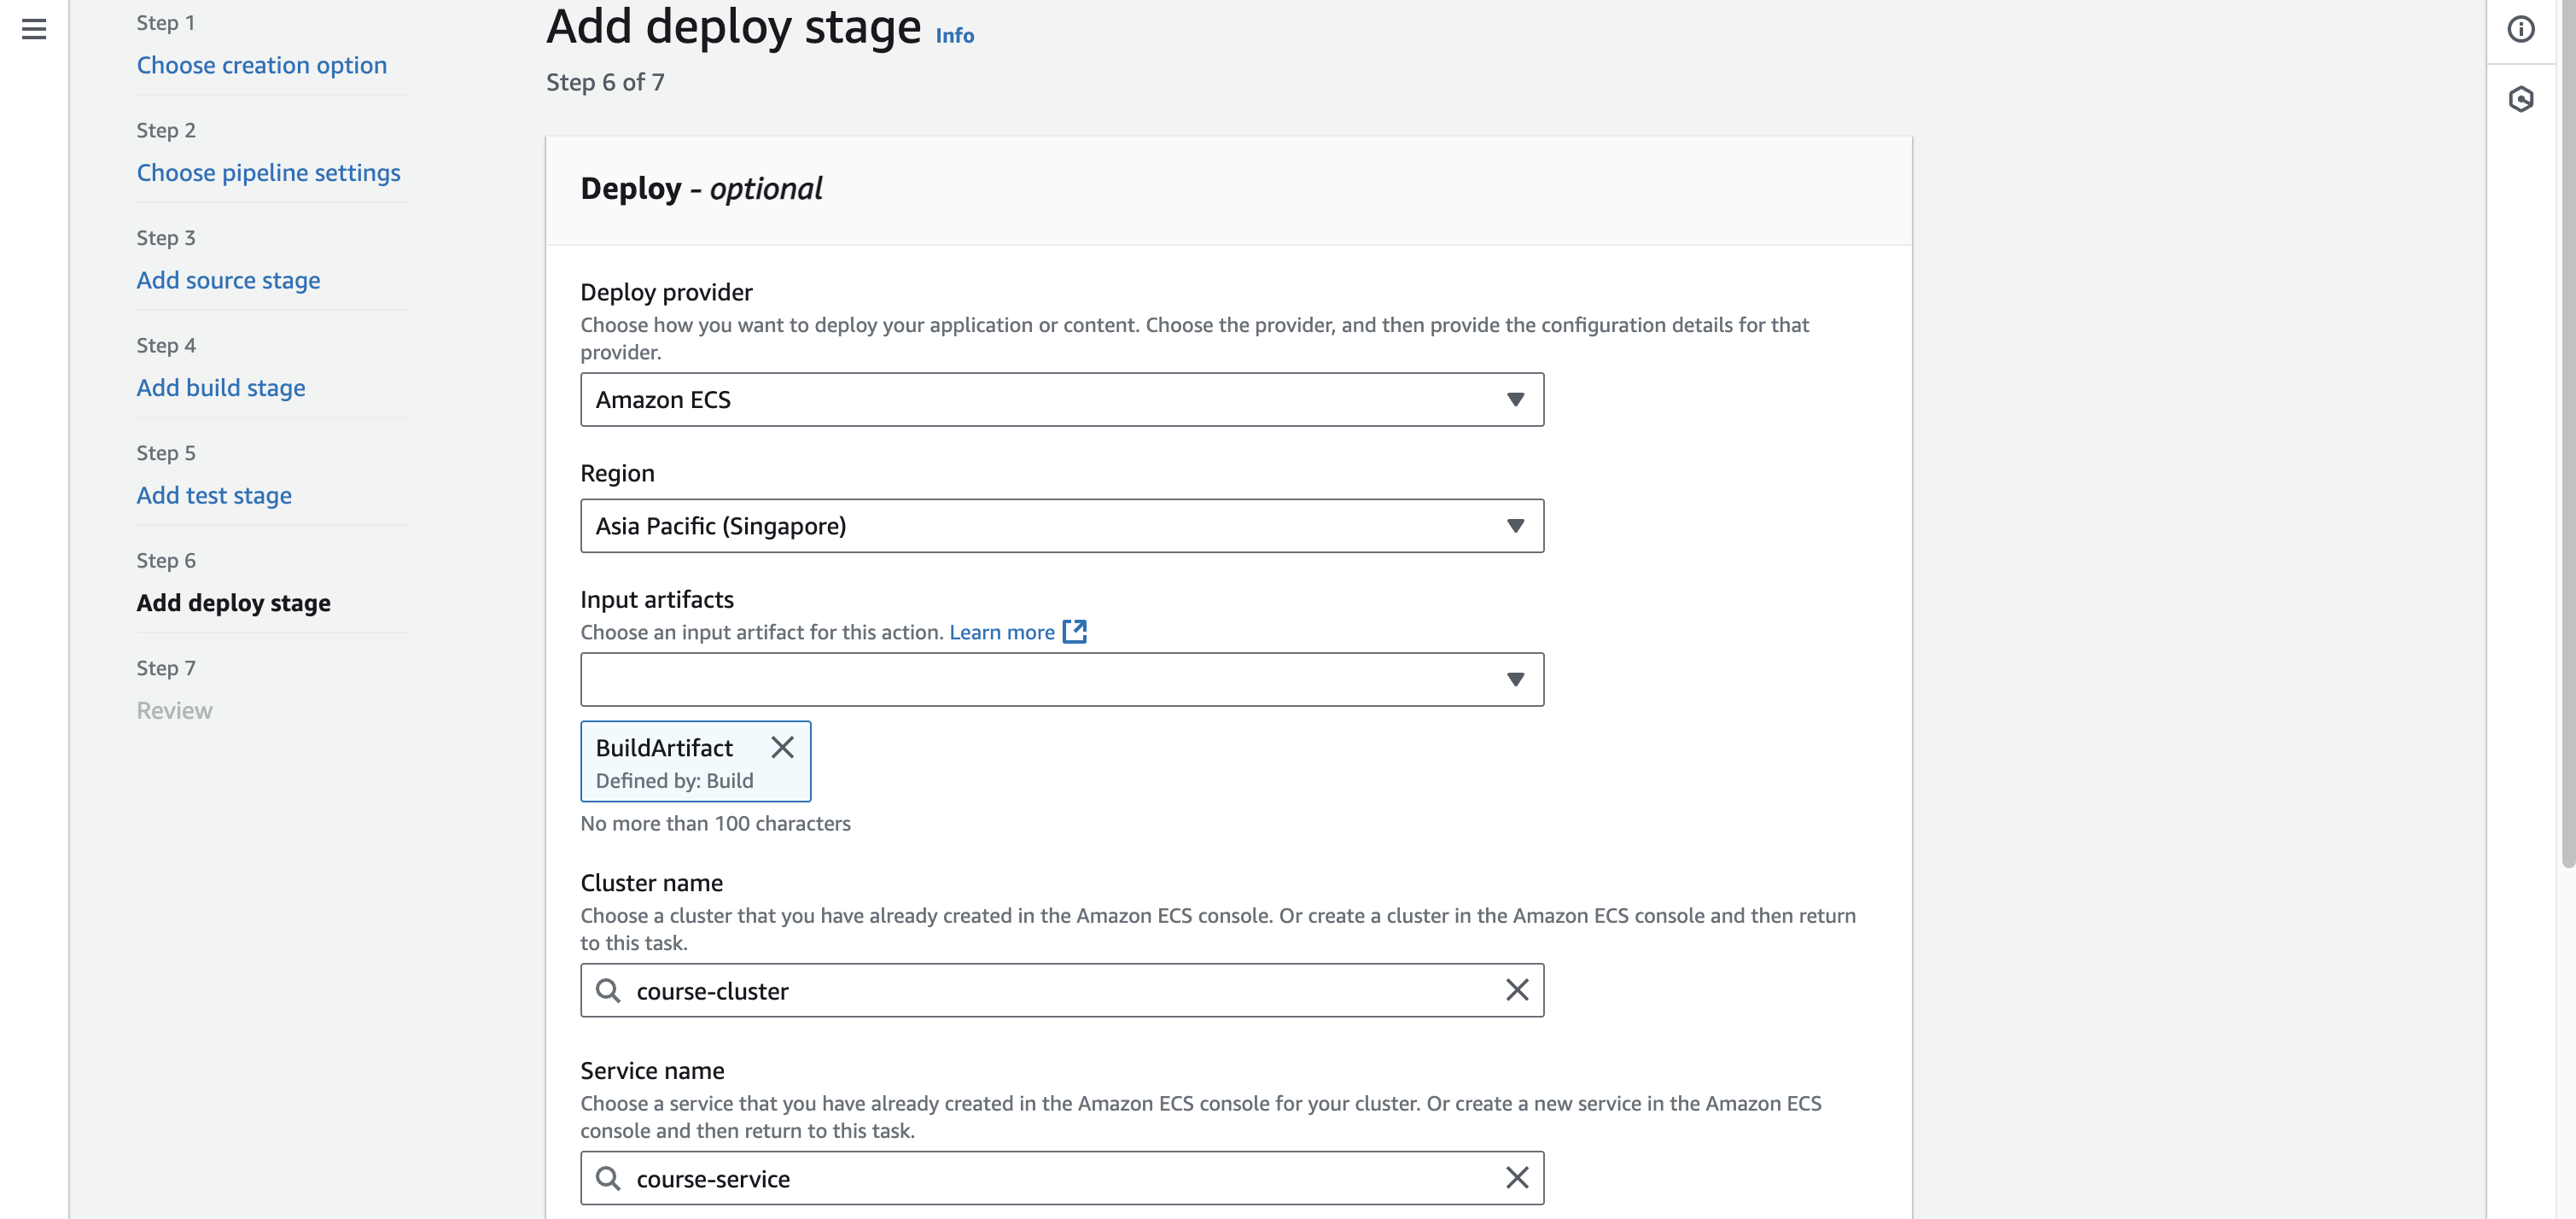 Step 1
Choose creation option
Step 2
Choose pipeline settings
Step 3
Add source stage
Step 4
Add build stage
Step 5
Add test stage
Step 6
Add deploy stage
Step 7
Review
Add deploy stage Info
Step 6 of 7
Deploy - optional
Deploy provider
Choose how you want to deploy your application or content. Choose the provider, and then provide the configuration details for that
provider.
Amazon ECS
Region
Asia Pacific (Singapore)
Input artifacts
Choose an input artifact for this action. Learn more
BuildArtifact
Defined by: Build
No more than 100 characters
Cluster name
Choose a cluster that you have already created in the Amazon ECS console. Or create a cluster in the Amazon ECS console and then return
to this task.
course-cluster
Service name
Choose a service that you have already created in the Amazon ECS console for your cluster. Or create a new service in the Amazon ECS
console and then return to this task.
course-service